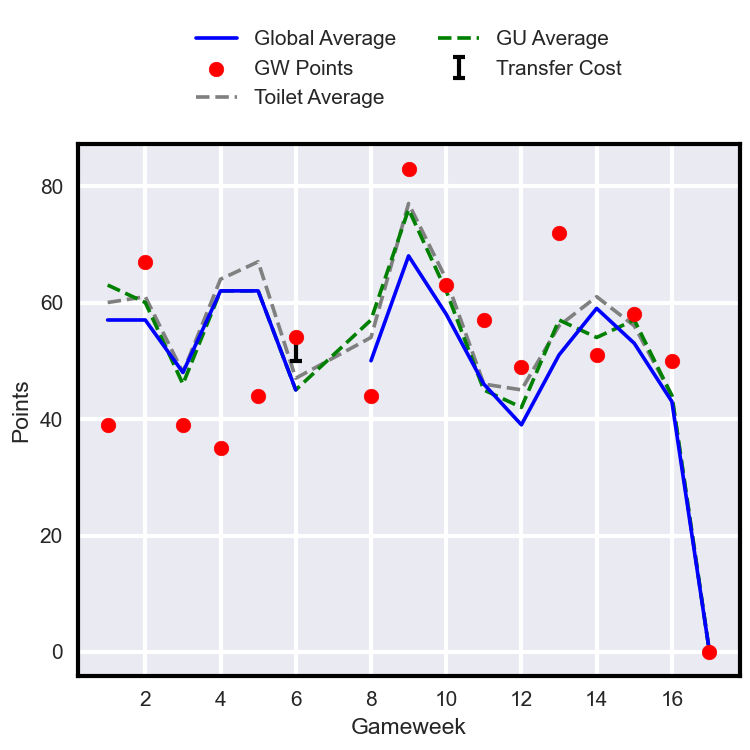 Global Average
GW Points
Toilet Average
GU Average
Transfer Cost
Points
80
60
40
20
0
2 4 6 8 10 12 14 16
Gameweek